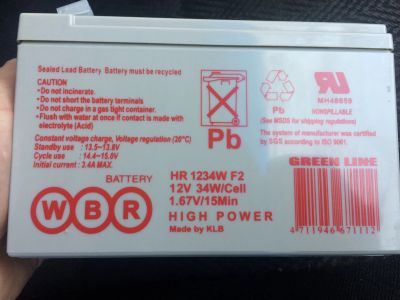 Sealed Lead Battery Battery must be recycled
CAUTION:
• Do not incinerate.
• Do not short the battery terminals
• Do not charge in a gas tight container.
• Flush with water at once if contact is made with
electrolyte (Acid)
Constant voltage charge, Voltage regulation (20°C)
Standby use : 13.5~13.8V
Cycle use : 14.4~15.0V
Initial current : 3.4A MAX.
Pb
Pb
MH48859
NONSPILLABLE
(See MSDS for shipping regulations)
The system of manufacturer was certified
by SGS according to ISO 9001.
BATTERY
WBR
HR 1234W F2
12V 34W/Cell
1.67V/15Min
HIGH POWER
Made by KLB
GREEN LINE
4 711946 671112